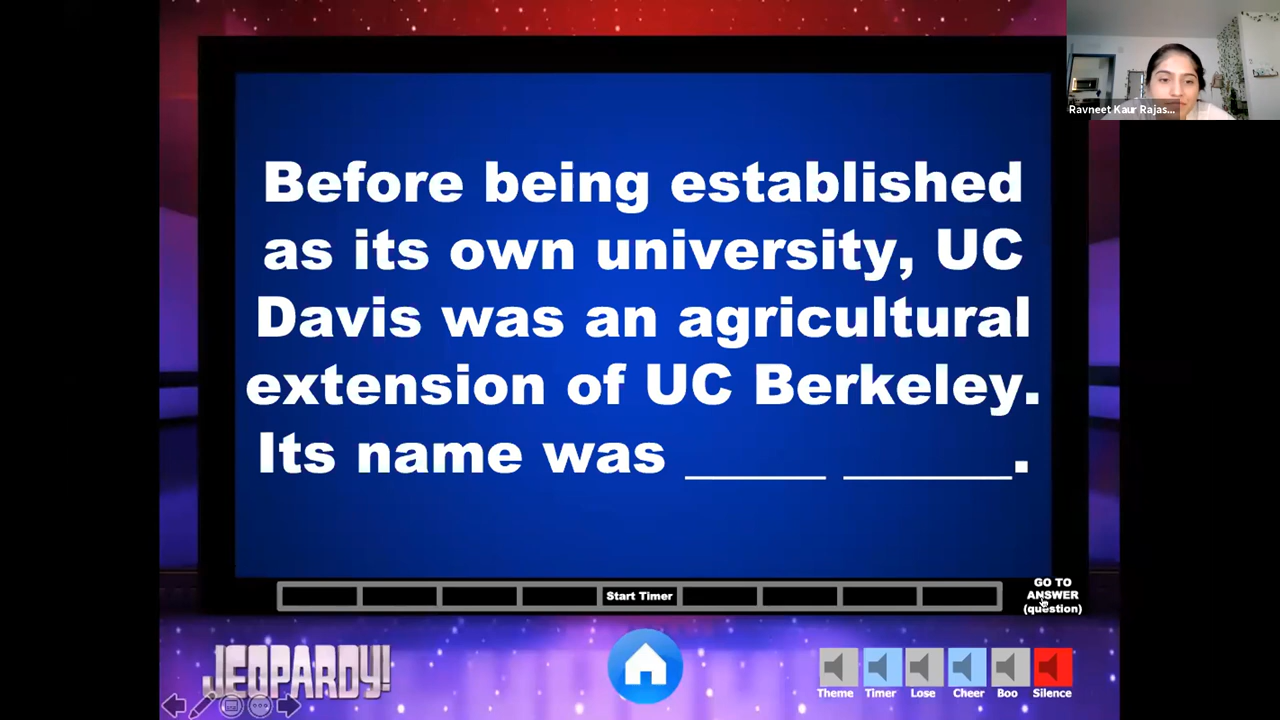 Ravneet Kaur Rajas...
Before being established
as its own university, UC
Davis was an agricultural
extension of UC Berkeley.
Its name was _____ ______.
Start Timer
GO TO
ANSWER
(question)
JEOPARDY!
Theme Timer Lose Cheer Boo Silence